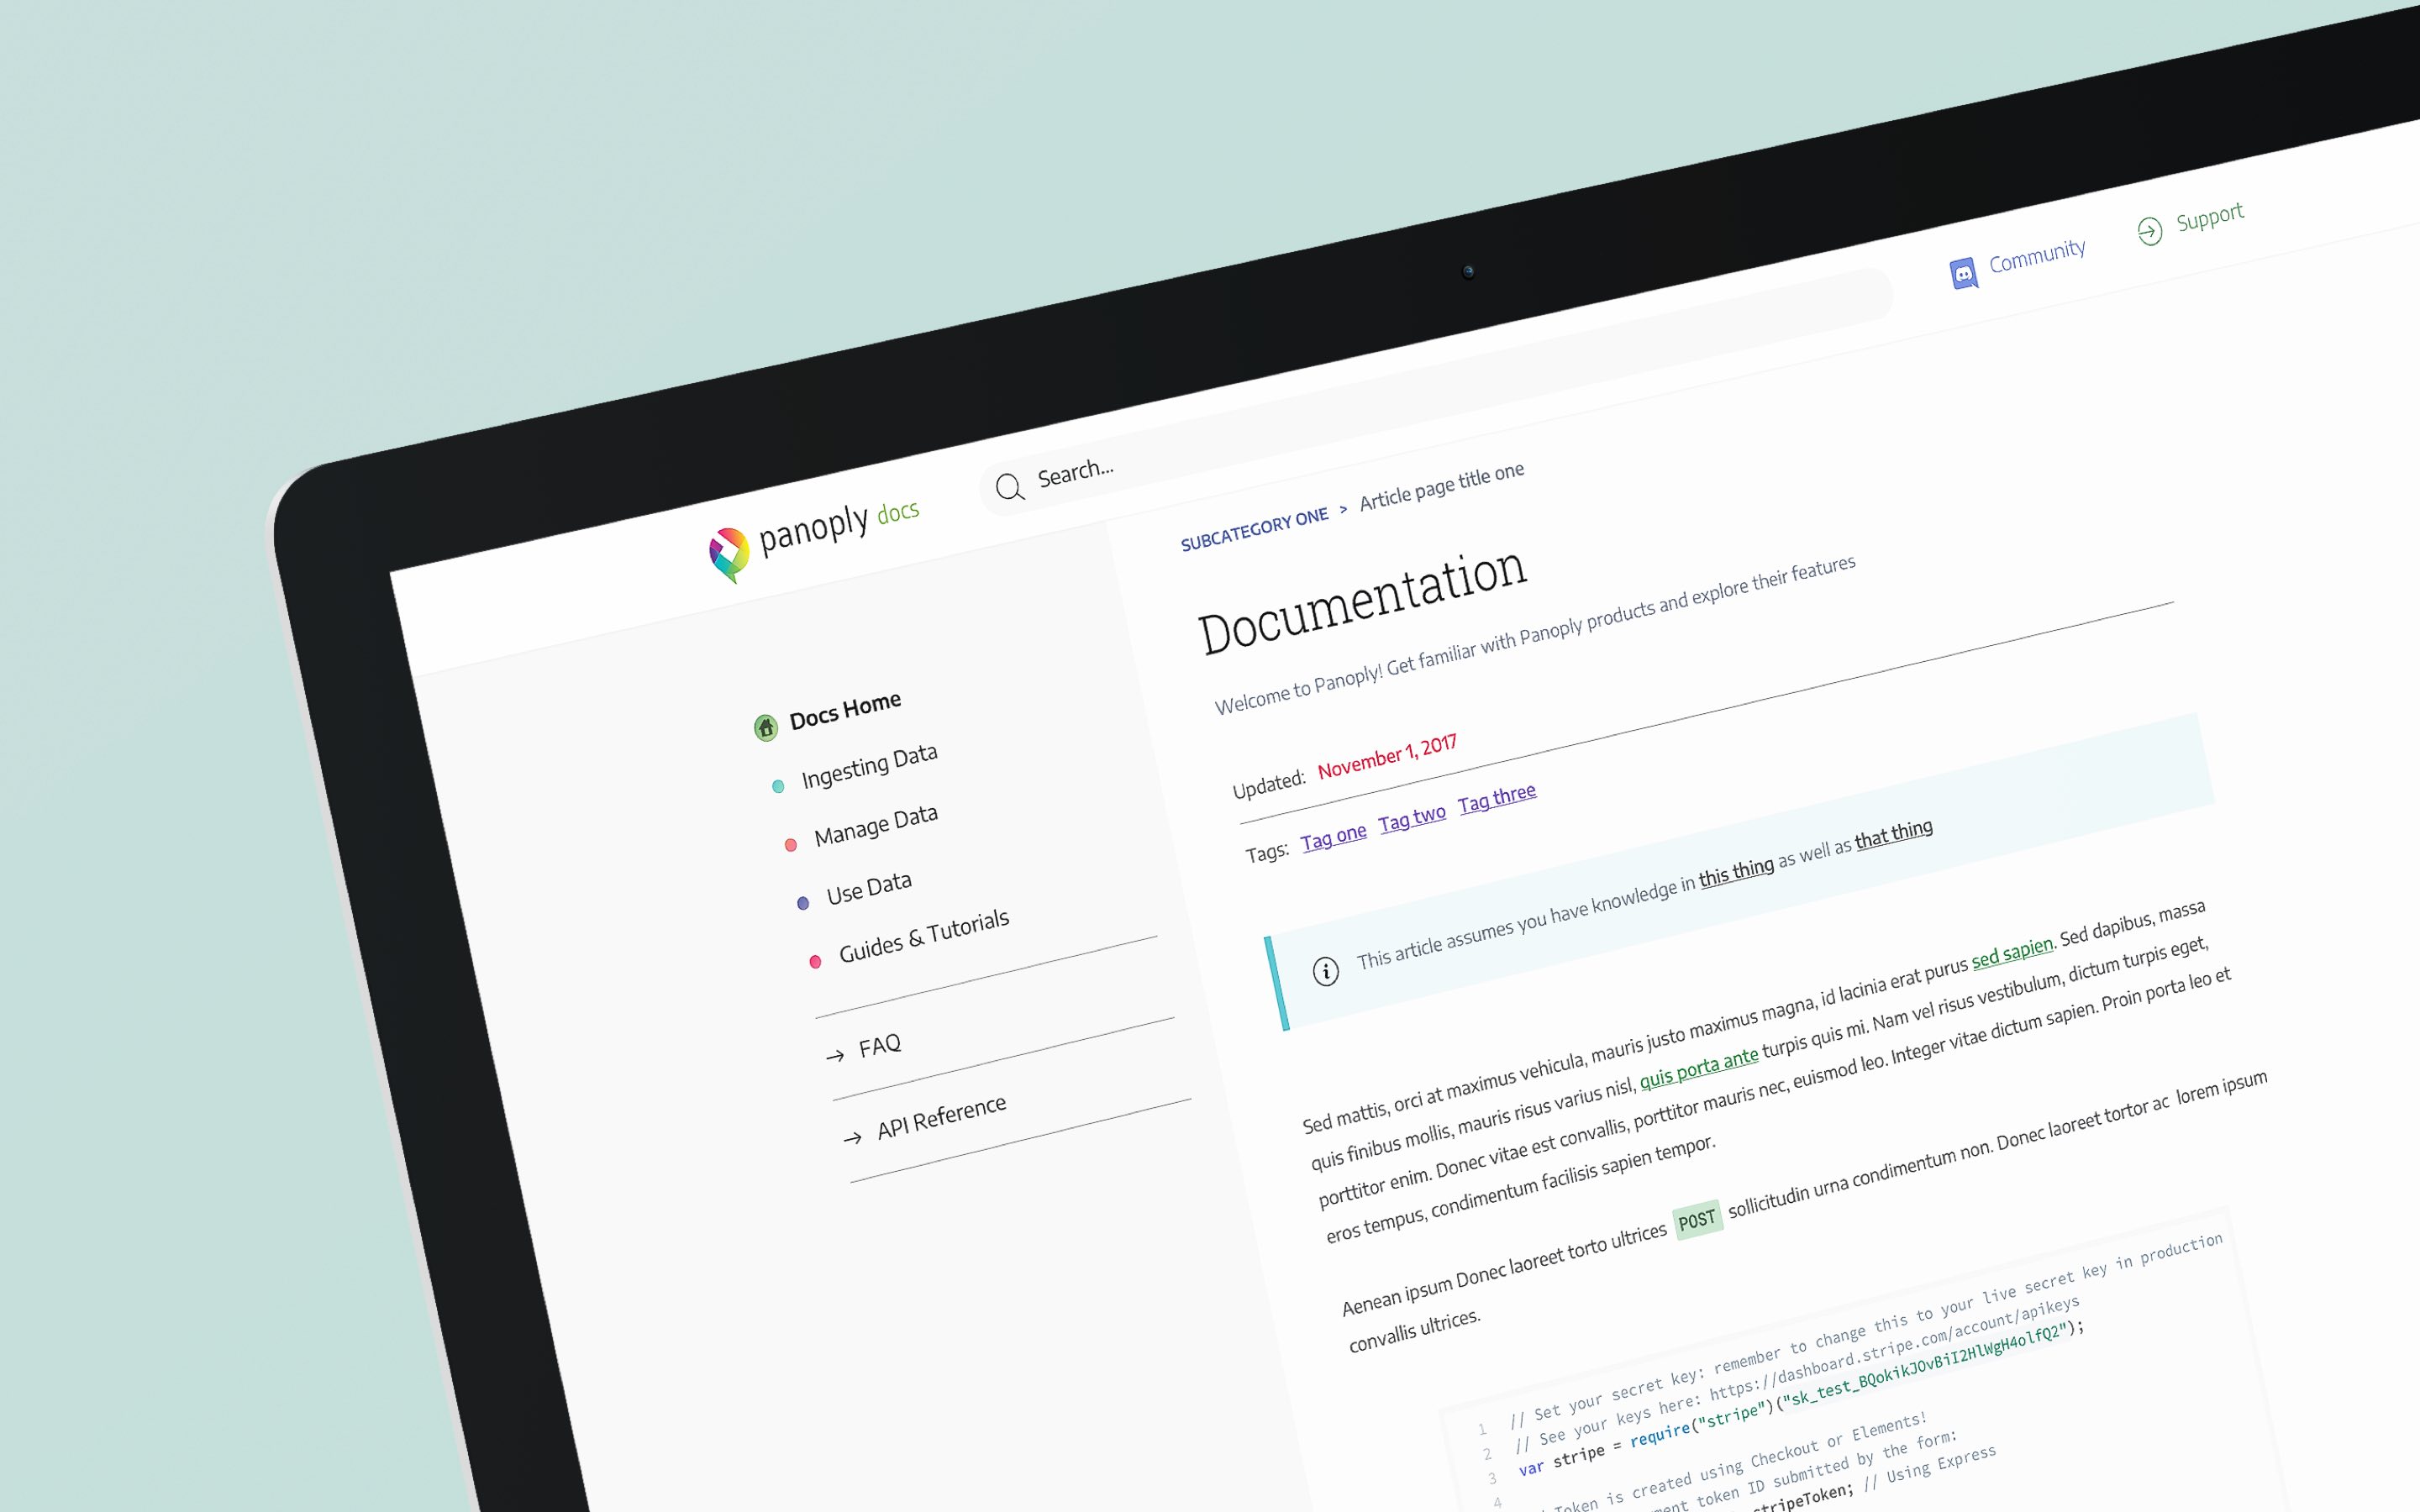 panoply docs
Search...
Community
Support
Docs Home
Ingesting Data
Manage Data
Use Data
Guides & Tutorials
FAQ
API Reference
SUBCATEGORY ONE > Article page title one
Documentation
Welcome to Panoply! Get familiar with Panoply products and explore their features
Updated: November 1, 2017
Tags: Tag one Tag two Tag three
This article assumes you have knowledge in this thing as well as that thing
Sed mattis, orci at maximus vehicula, mauris justo maximus magna, id lacinia erat purus sed sapien. Sed dapibus, massa
quis finibus mollis, mauris risus varius nisl, quis porta ante turpis quis mi. Nam vel risus vestibulum, dictum turpis eget,
porttitor enim. Donec vitae est convallis, porttitor mauris nec, euismod leo. Integer vitae dictum sapien. Proin porta leo et
eros tempus, condimentum facilisis sapien tempor.
Aenean ipsum Donec laoreet torto ultrices POST sollicitudin urna condimentum non. Donec laoreet tortor ac lorem ipsum
convallis ultrices.
1 // Set your secret key: remember to change this to your live secret key in production
2 // See your keys here: https://dashboard.stripe.com/account/apikeys
3 var stripe = require("stripe")("sk_test_BQokikJOvBiI2HlWgH4olfQ2");
4
Token is created using Checkout or Elements!
token ID submitted by the form:
stripeToken; // Using Express